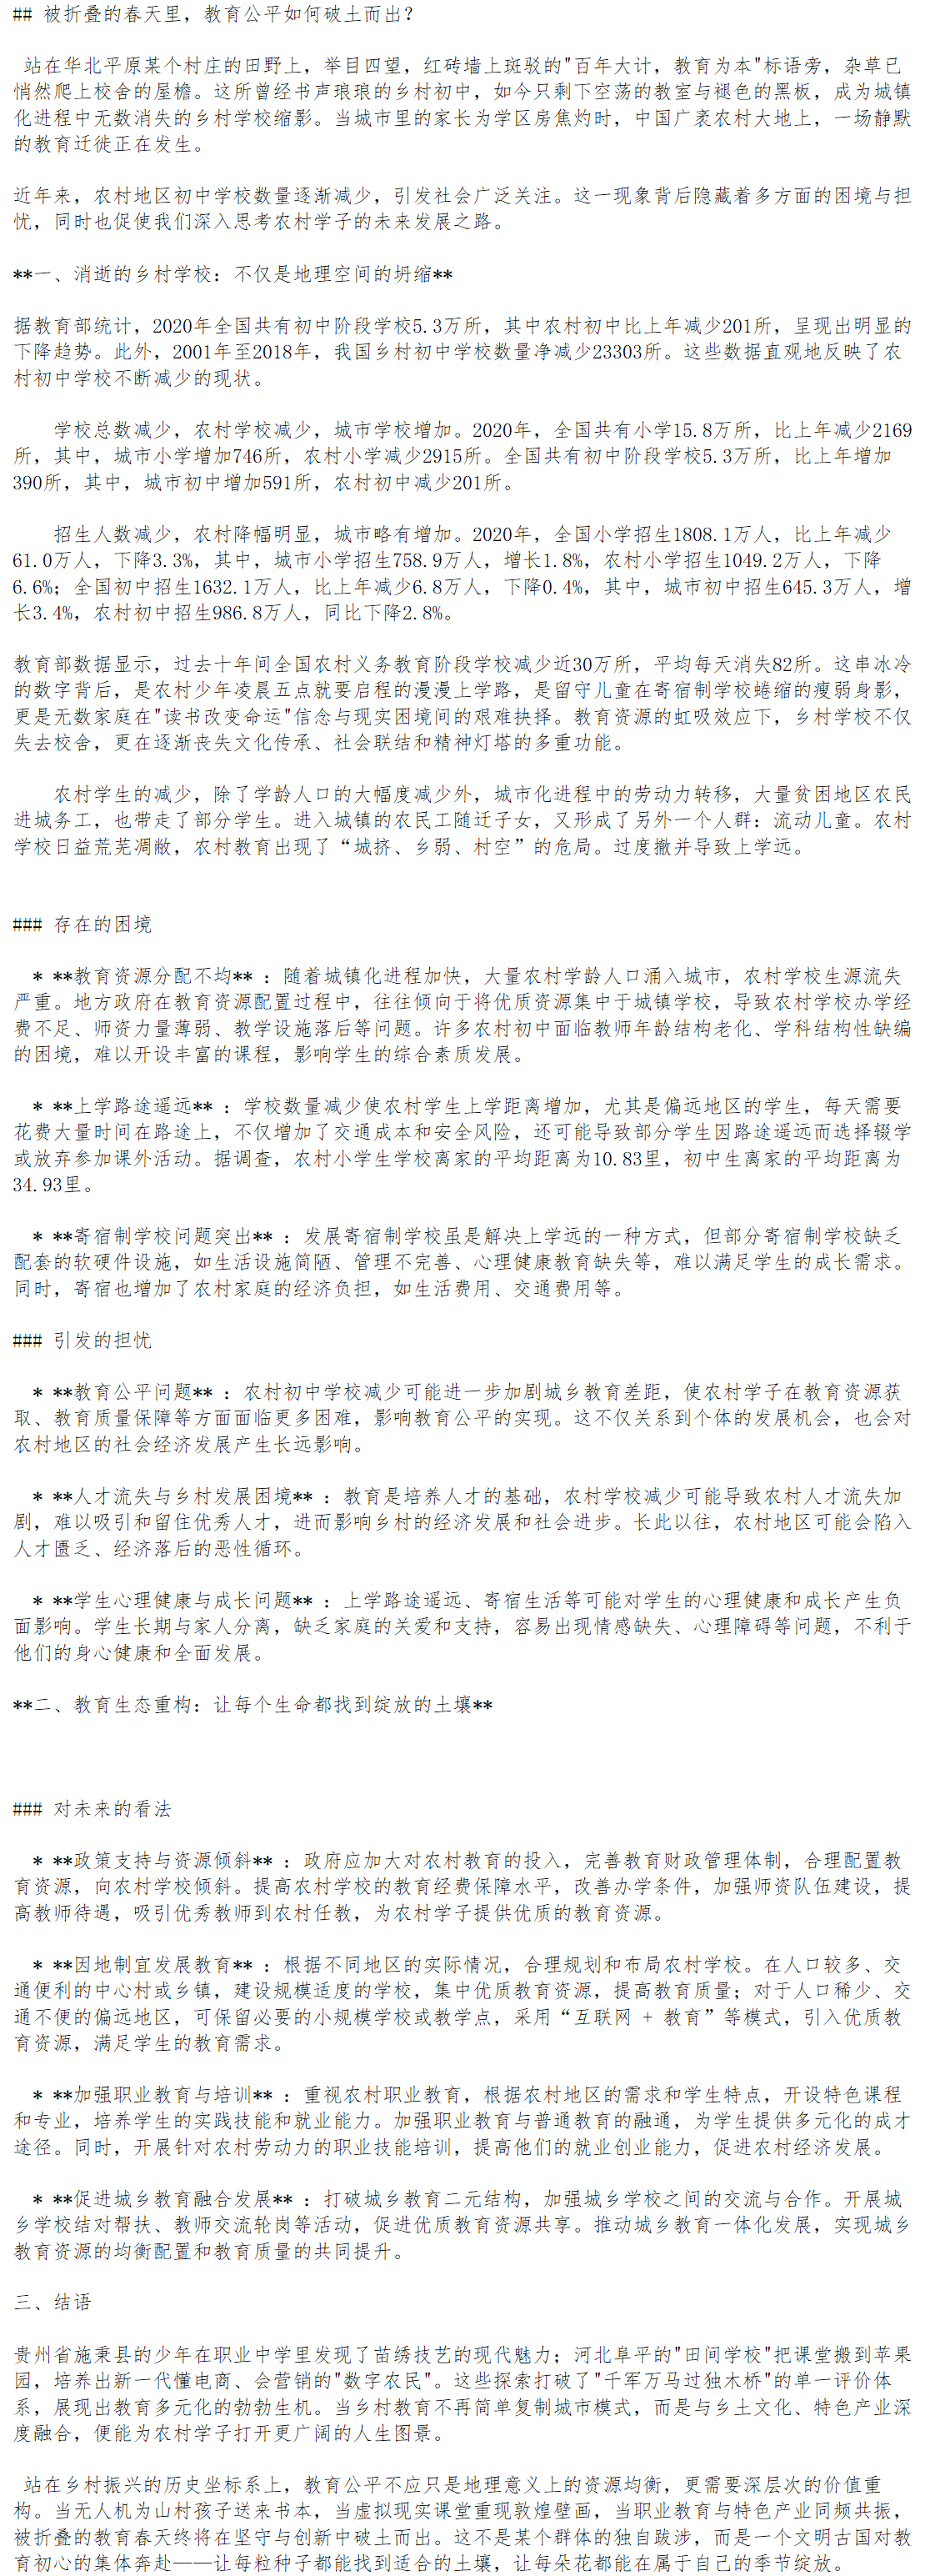 ## 被折叠的春天里，教育公平如何破土而出？
站在华北平原某个村庄的田野上，举目四望，红砖墙上斑驳的"百年大计，教育为本"标语旁，杂草已
悄然爬上校舍的屋檐。这所曾经书声琅琅的乡村初中，如今只剩下空荡的教室与褪色的黑板，成为城镇
化进程中无数消失的乡村学校缩影。当城市里的家长为学区房焦灼时，中国广袤农村大地上，一场静默
的教育迁徙正在发生。
近年来，农村地区初中学校数量逐渐减少，引发社会广泛关注。这一现象背后隐藏着多方面的困境与担
忧，同时也促使我们深入思考农村学子的未来发展之路。
**一、消逝的乡村学校：不仅是地理空间的坍缩**
据教育部统计，2020年全国共有初中阶段学校5.3万所，其中农村初中比上年减少201所，呈现出明显的
下降趋势。此外，2001年至2018年，我国乡村初中学校数量净减少23303所。这些数据直观地反映了农
村初中学校不断减少的现状。
学校总数减少，农村学校减少，城市学校增加。2020年，全国共有小学15.8万所，比上年减少2169
所，其中，城市小学增加746所，农村小学减少2915所。全国共有初中阶段学校5.3万所，比上年增加
390所，其中，城市初中增加591所，农村初中减少201所。
招生人数减少，农村降幅明显，城市略有增加。2020年，全国小学招生1808.1万人，比上年减少
61.0万人，下降3.3%，其中，城市小学招生758.9万人，增长1.8%，农村小学招生1049.2万人，下降
6.6%；全国初中招生1632.1万人，比上年减少6.8万人，下降0.4%，其中，城市初中招生645.3万人，增
长3.4%，农村初中招生986.8万人，同比下降2.8%。
教育部数据显示，过去十年间全国农村义务教育阶段学校减少近30万所，平均每天消失82所。这串冰冷
的数字背后，是农村少年凌晨五点就要启程的漫漫上学路，是留守儿童在寄宿制学校蜷缩的瘦弱身影，
更是无数家庭在"读书改变命运"信念与现实困境间的艰难抉择。教育资源的虹吸效应下，乡村学校不仅
失去校舍，更在逐渐丧失文化传承、社会联结和精神灯塔的多重功能。
农村学生的减少，除了学龄人口的大幅度减少外，城市化进程中的劳动力转移，大量贫困地区农民
进城务工，也带走了部分学生。进入城镇的农民工随迁子女，又形成了另外一个人群：流动儿童。农村
学校日益荒芜凋敝，农村教育出现了“城挤、乡弱、村空”的危局。过度撤并导致上学远。
### 存在的困境
* **教育资源分配不均** ：随着城镇化进程加快，大量农村学龄人口涌入城市，农村学校生源流失
严重。地方政府在教育资源配置过程中，往往倾向于将优质资源集中于城镇学校，导致农村学校办学经
费不足、师资力量薄弱、教学设施落后等问题。许多农村初中面临教师年龄结构老化、学科结构性缺编
的困境，难以开设丰富的课程，影响学生的综合素质发展。
* **上学路途遥远** ：学校数量减少使农村学生上学距离增加，尤其是偏远地区的学生，每天需要
花费大量时间在路途上，不仅增加了交通成本和安全风险，还可能导致部分学生因路途遥远而选择辍学
或放弃参加课外活动。据调查，农村小学生学校离家的平均距离为10.83里，初中生离家的平均距离为
34.93里。
* **寄宿制学校问题突出** ：发展寄宿制学校虽是解决上学远的一种方式，但部分寄宿制学校缺乏
配套的软硬件设施，如生活设施简陋、管理不完善、心理健康教育缺失等，难以满足学生的成长需求。
同时，寄宿也增加了农村家庭的经济负担，如生活费用、交通费用等。
### 引发的担忧
* **教育公平问题** ：农村初中学校减少可能进一步加剧城乡教育差距，使农村学子在教育资源获
取、教育质量保障等方面面临更多困难，影响教育公平的实现。这不仅关系到个体的发展机会，也会对
农村地区的社会经济发展产生长远影响。
* **人才流失与乡村发展困境** ：教育是培养人才的基础，农村学校减少可能导致农村人才流失加
剧，难以吸引和留住优秀人才，进而影响乡村的经济发展和社会进步。长此以往，农村地区可能会陷入
人才匮乏、经济落后的恶性循环。
* **学生心理健康与成长问题** ：上学路途遥远、寄宿生活等可能对学生的心理健康和成长产生负
面影响。学生长期与家人分离，缺乏家庭的关爱和支持，容易出现情感缺失、心理障碍等问题，不利于
他们的身心健康和全面发展。
**二、教育生态重构：让每个生命都找到绽放的土壤**
### 对未来的看法
* **政策支持与资源倾斜** ：政府应加大对农村教育的投入，完善教育财政管理体制，合理配置教
育资源，向农村学校倾斜。提高农村学校的教育经费保障水平，改善办学条件，加强师资队伍建设，提
高教师待遇，吸引优秀教师到农村任教，为农村学子提供优质的教育资源。
* **因地制宜发展教育** ：根据不同地区的实际情况，合理规划和布局农村学校。在人口较多、交
通便利的中心村或乡镇，建设规模适度的学校，集中优质教育资源，提高教育质量；对于人口稀少、交
通不便的偏远地区，可保留必要的小规模学校或教学点，采用“互联网 + 教育”等模式，引入优质教
育资源，满足学生的教育需求。
* **加强职业教育与培训** ：重视农村职业教育，根据农村地区的需求和学生特点，开设特色课程
和专业，培养学生的实践技能和就业能力。加强职业教育与普通教育的融通，为学生提供多元化的成才
途径。同时，开展针对农村劳动力的职业技能培训，提高他们的就业创业能力，促进农村经济发展。
* **促进城乡教育融合发展** ：打破城乡教育二元结构，加强城乡学校之间的交流与合作。开展城
乡学校结对帮扶、教师交流轮岗等活动，促进优质教育资源共享。推动城乡教育一体化发展，实现城乡
教育资源的均衡配置和教育质量的共同提升。
三、结语
贵州省施秉县的少年在职业中学里发现了苗绣技艺的现代魅力；河北阜平的"田间学校"把课堂搬到苹果
园，培养出新一代懂电商、会营销的"数字农民"。这些探索打破了"千军万马过独木桥"的单一评价体
系，展现出教育多元化的勃勃生机。当乡村教育不再简单复制城市模式，而是与乡土文化、特色产业深
度融合，便能为农村学子打开更广阔的人生图景。
站在乡村振兴的历史坐标系上，教育公平不应只是地理意义上的资源均衡，更需要深层次的价值重
构。当无人机为山村孩子送来书本，当虚拟现实课堂重现敦煌壁画，当职业教育与特色产业同频共振，
被折叠的教育春天终将在坚守与创新中破土而出。这不是某个群体的独自跋涉，而是一个文明古国对教
育初心的集体奔赴——让每粒种子都能找到适合的土壤，让每朵花都能在属于自己的季节绽放。